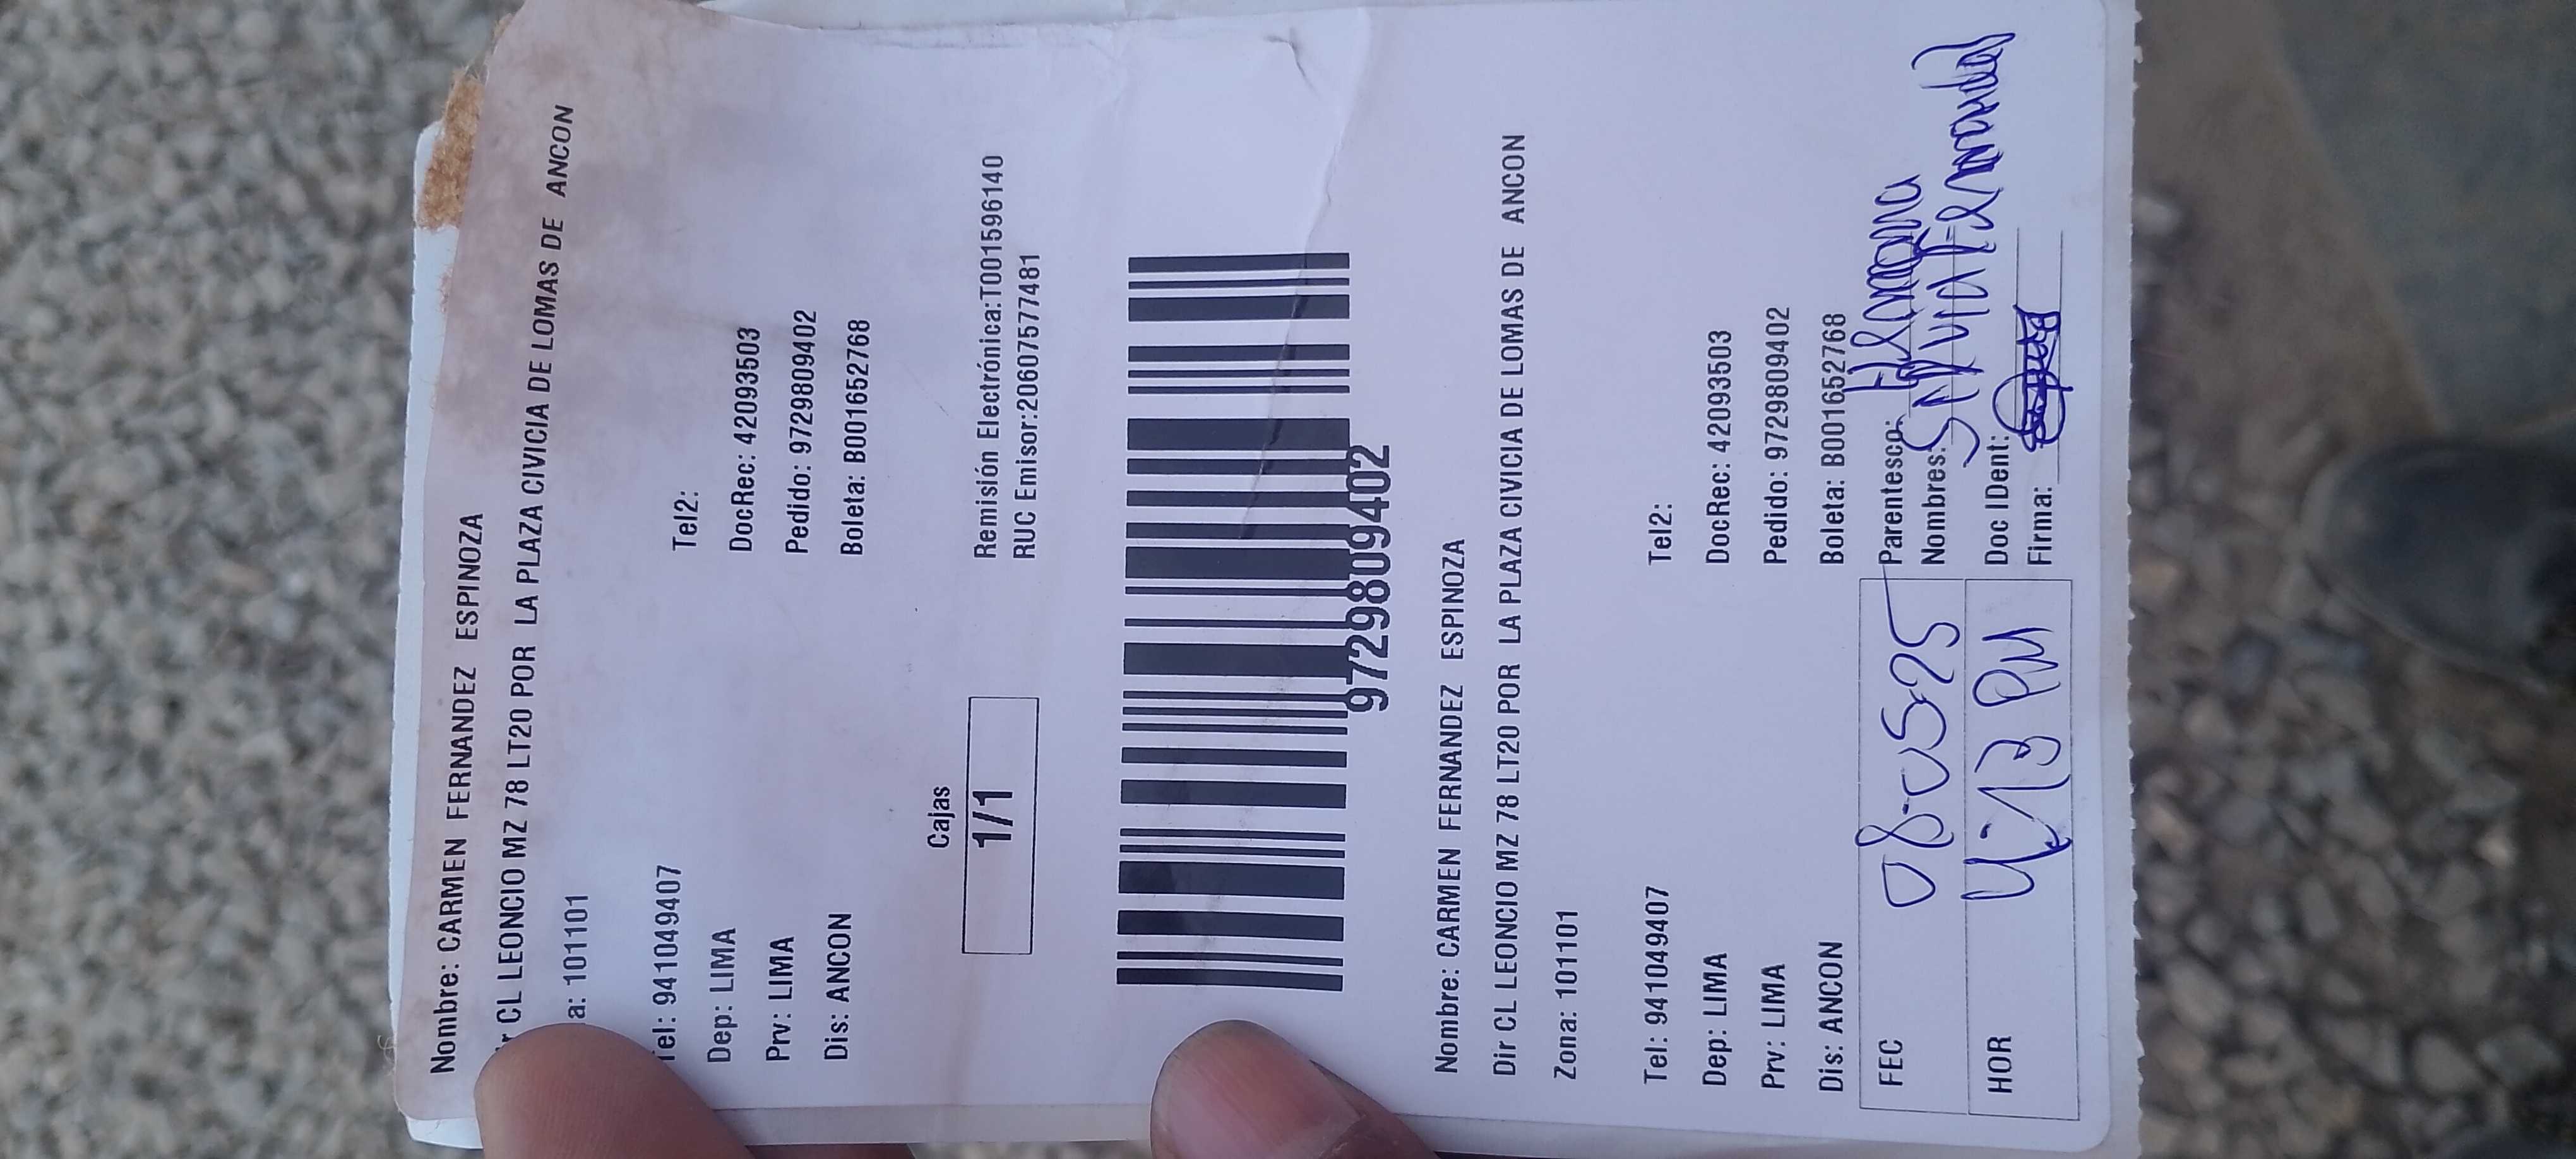 Nombre: CARMEN FERNANDEZ ESPINOZA
r CL LEONCIO MZ 78 LT20 POR LA PLAZA CIVICIA DE LOMAS DE ANCON
a: 101101
Tel: 941049407 Tel2:
Dep: LIMA DocRec: 42093503
Prv: LIMA Pedido: 9729809402
Dis: ANCON Boleta: B001652768
Cajas
1/1
Remisión Electrónica:T001596140
RUC Emisor:20607577481
9729809402
Nombre: CARMEN FERNANDEZ ESPINOZA
Dir CL LEONCIO MZ 78 LT20 POR LA PLAZA CIVICIA DE LOMAS DE ANCON
Zona: 101101
Tel: 941049407 Tel2:
Dep: LIMA DocRec: 42093503
Prv: LIMA Pedido: 9729809402
Dis: ANCON Boleta: B001652768
FEC 08-05-25 Parentesco: Hermana
Nombres: Silvia Fernandez
HOR PM Doc IDent:
Firma: